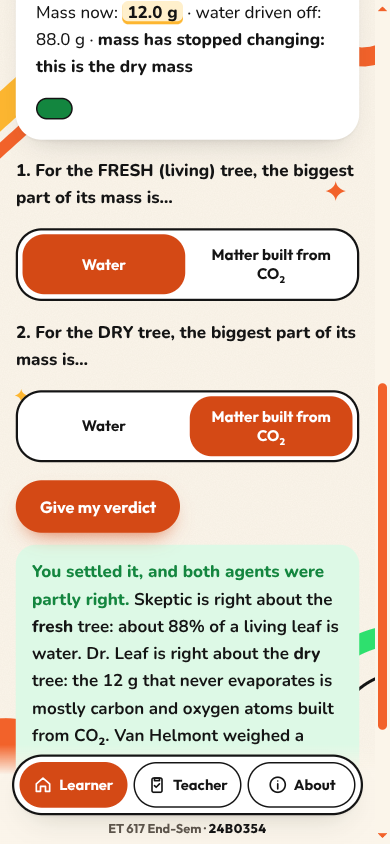 Mass now: 12.0 g · water driven off:
88.0 g · mass has stopped changing:
this is the dry mass
1. For the FRESH (living) tree, the biggest
part of its mass is...
Water
Matter built from
CO₂
2. For the DRY tree, the biggest part of its
mass is...
Water
Matter built from
CO₂
Give my verdict
You settled it, and both agents were
partly right. Skeptic is right about the
fresh tree: about 88% of a living leaf is
water. Dr. Leaf is right about the dry
tree: the 12 g that never evaporates is
mostly carbon and oxygen atoms built
from CO₂. Van Helmont weighed a
Learner
Teacher
About
ET 617 End-Sem · 24B0354